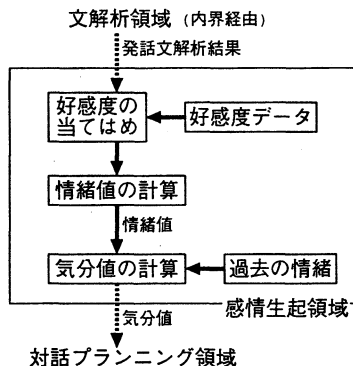 文解析領域（内界経由）
発話文解析結果
好感度の
当てはめ
好感度データ
情緒値の計算
情緒値
気分値の計算
過去の情緒
感情生起領域
気分値
対話プランニング領域